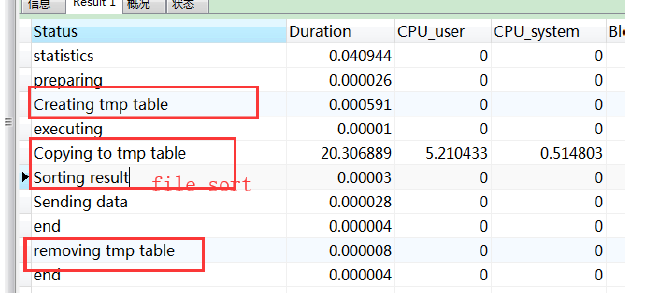 信息 Result 1 概况 状态
Status Duration CPU_user CPU_system
statistics 0.040944 0 0
preparing 0.000026 0 0
Creating tmp table 0.000591 0 0
executing 0.00001 0 0
Copying to tmp table 20.306889 5.210433 0.514803
Sorting result 0.00003 0 0
file sort
Sending data 0.000028 0 0
end 0.000004 0 0
removing tmp table 0.000008 0 0
end 0.000004 0 0